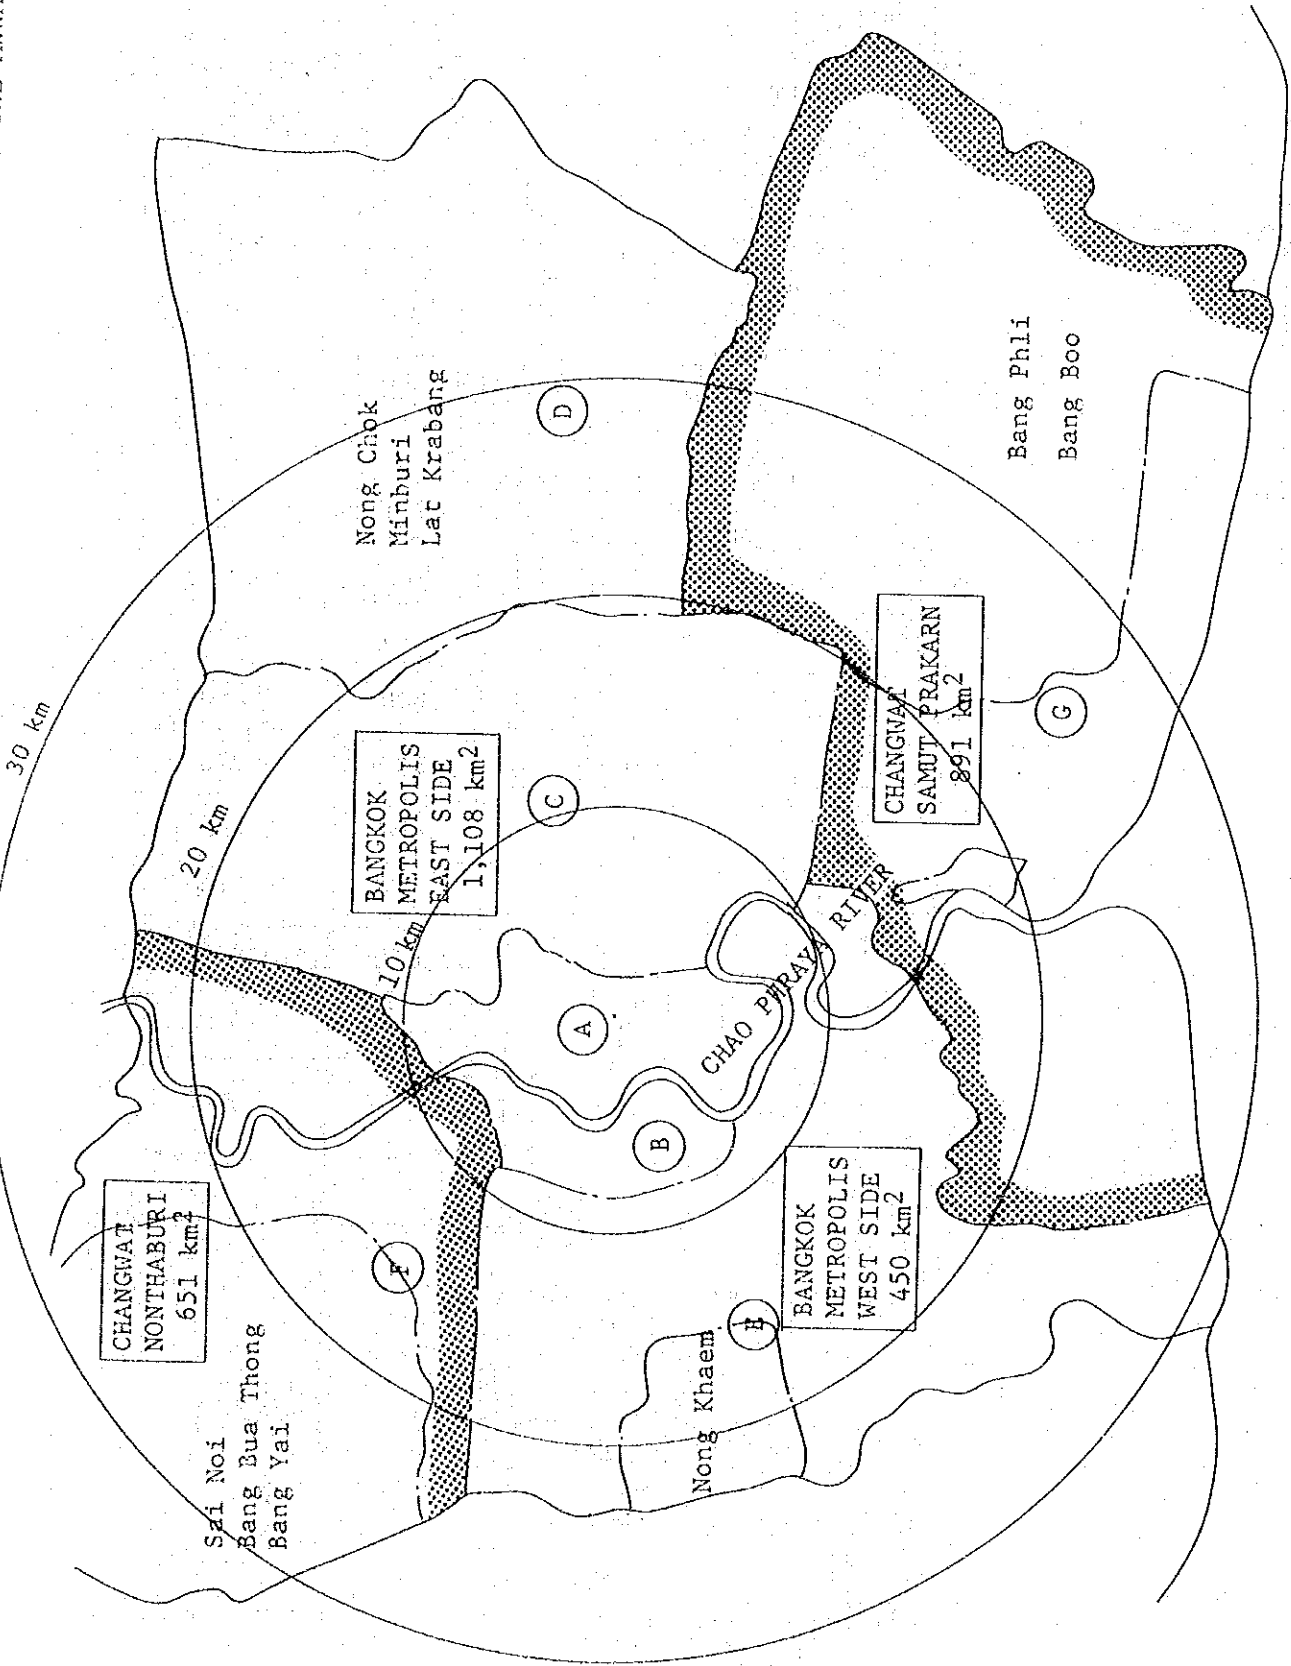 30 km
20 km
10 km
CHANGWAT
NONTHABURI
651 km2
Sai Noi
Bang Bua Thong
Bang Yai
F
BANGKOK
METROPOLIS
EAST SIDE
1,108 km2
Nong Chok
Minburi
Lat Krabang
D
C
A
B
CHAO PHRAYA RIVER
Nong Khaem
E
BANGKOK
METROPOLIS
WEST SIDE
450 km2
CHANGWAT
SAMUT PRAKARN
891 km2
G
Bang Phli
Bang Boo